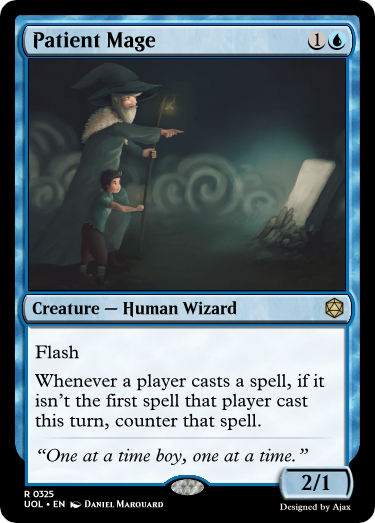 Patient Mage
1
Creature — Human Wizard
Flash
Whenever a player casts a spell, if it
isn't the first spell that player cast
this turn, counter that spell.
“One at a time boy, one at a time.”
2/1
R 0325
UOL • EN Daniel Marquard
Designed by Ajax